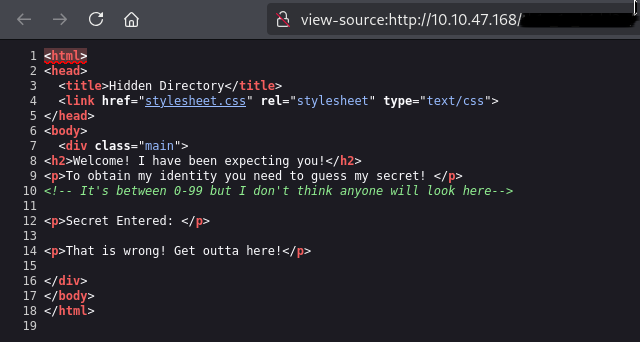 view-source:http://10.10.47.168/
1 <html>
2 <head>
3 <title>Hidden Directory</title>
4 <link href="stylesheet.css" rel="stylesheet" type="text/css">
5 </head>
6 <body>
7 <div class="main">
8 <h2>Welcome! I have been expecting you!</h2>
9 <p>To obtain my identity you need to guess my secret! </p>
10 <!-- It's between 0-99 but I don't think anyone will look here-->
11
12 <p>Secret Entered: </p>
13
14 <p>That is wrong! Get outta here!</p>
15
16 </div>
17 </body>
18 </html>
19